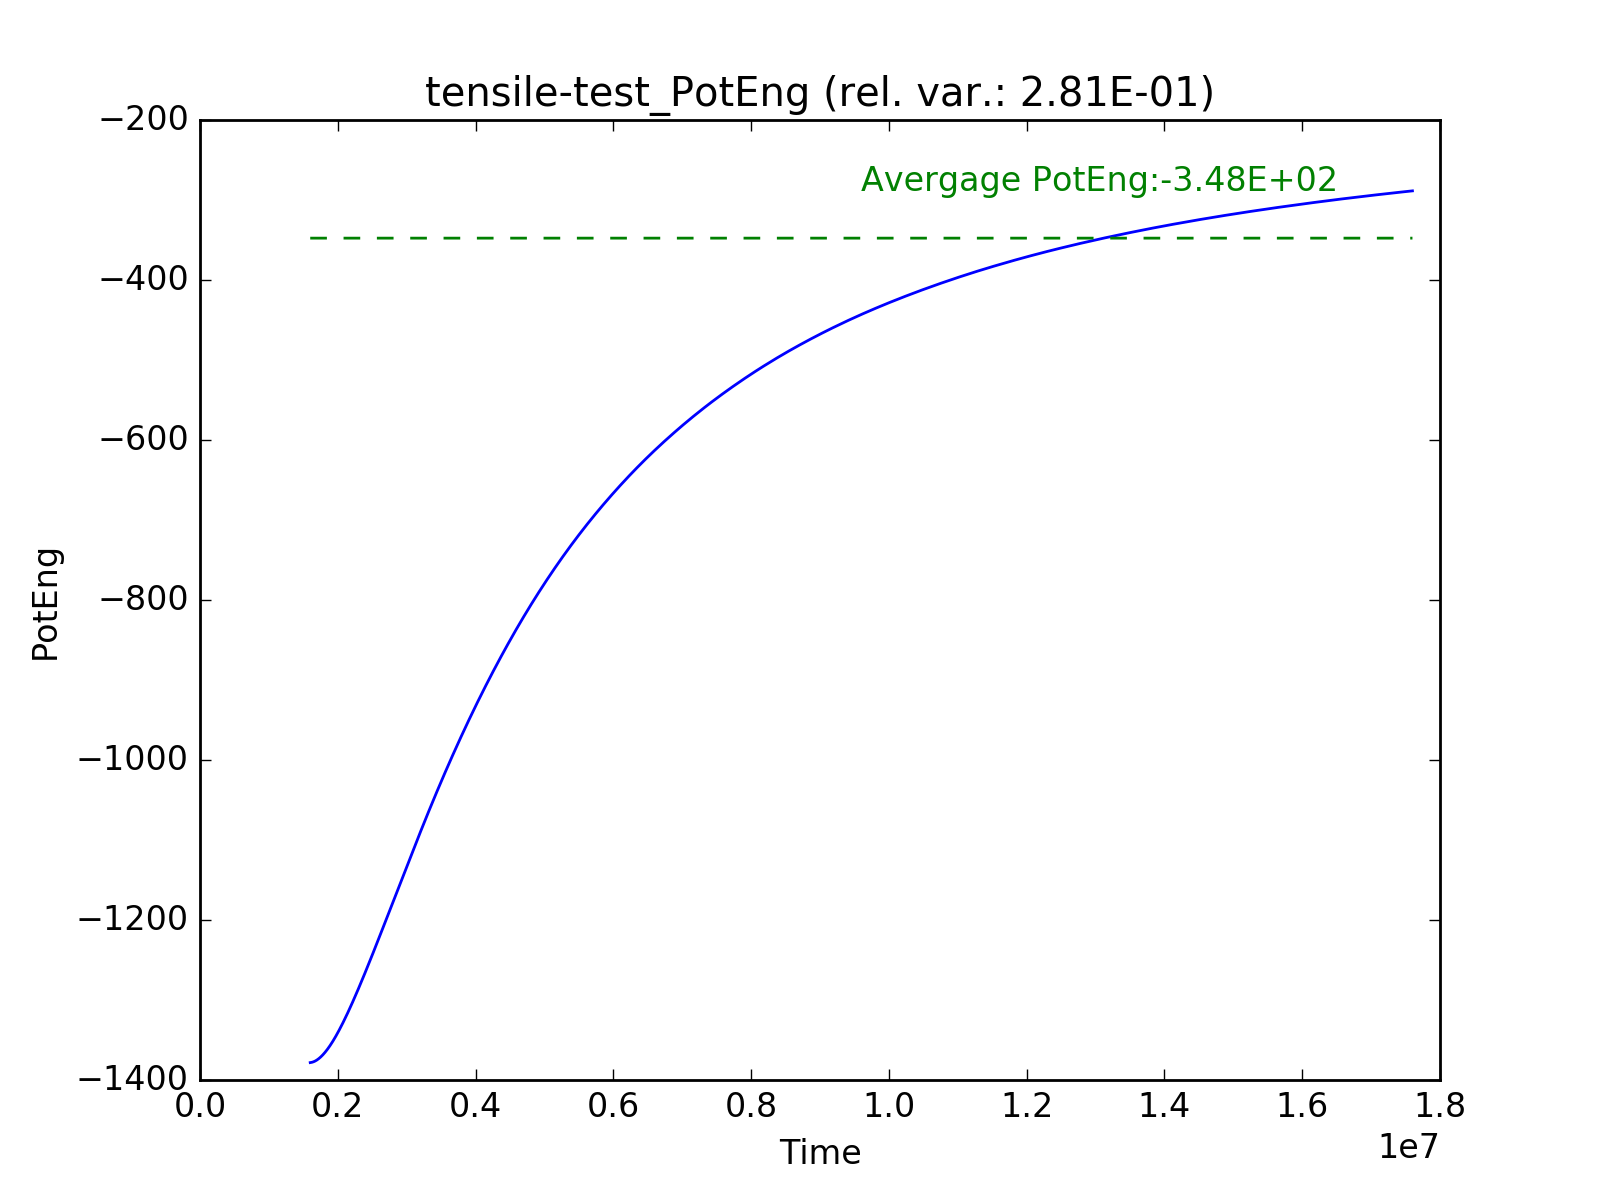 tensile-test_PotEng (rel. var.: 2.81E-01)
−200
Avergage PotEng:-3.48E+02
−400
−600
−800
−1000
−1200
−1400
PotEng
0.0 0.2 0.4 0.6 0.8 1.0 1.2 1.4 1.6 1.8
1e7
Time